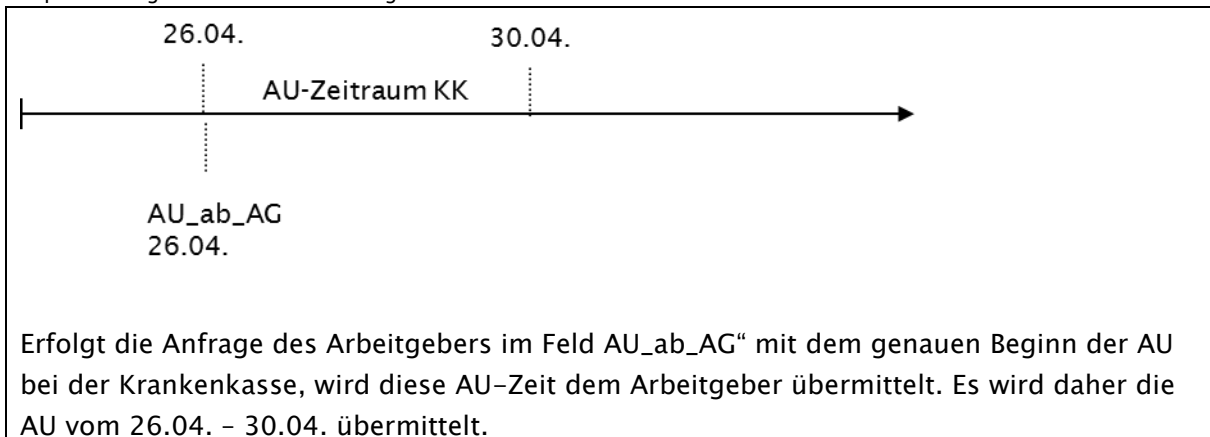 26.04.
30.04.
AU-Zeitraum KK
AU_ab_AG
26.04.
Erfolgt die Anfrage des Arbeitgebers im Feld AU_ab_AG“ mit dem genauen Beginn der AU
bei der Krankenkasse, wird diese AU-Zeit dem Arbeitgeber übermittelt. Es wird daher die
AU vom 26.04. – 30.04. übermittelt.